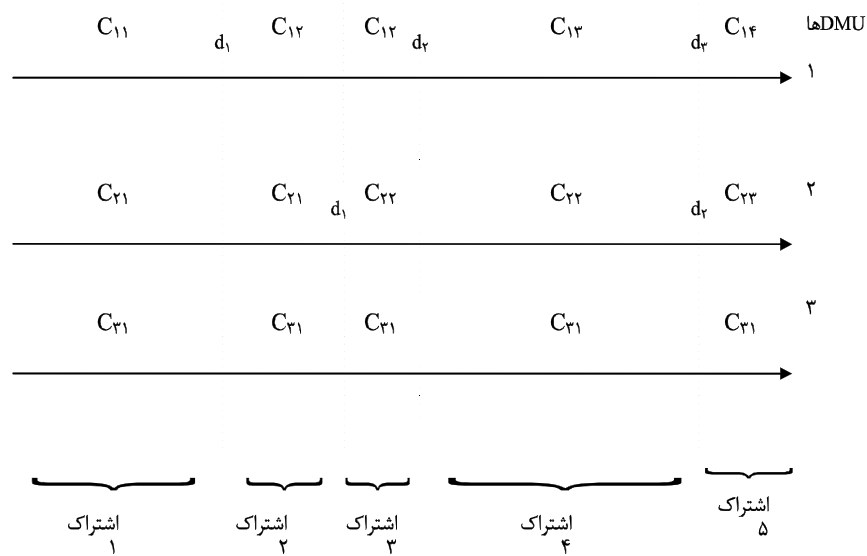 C۱۱ C۱۲ C۱۲ C۱۳ C۱۴ DMUها
d۱ d۲ d۳
۱
C۲۱ C۲۱ C۲۲ C۲۲ C۲۳ ۲
d۱ d۲
۳
C۳۱ C۳۱ C۳۱ C۳۱ C۳۱
اشتراک ۱
اشتراک ۲
اشتراک ۳
اشتراک ۴
اشتراک ۵